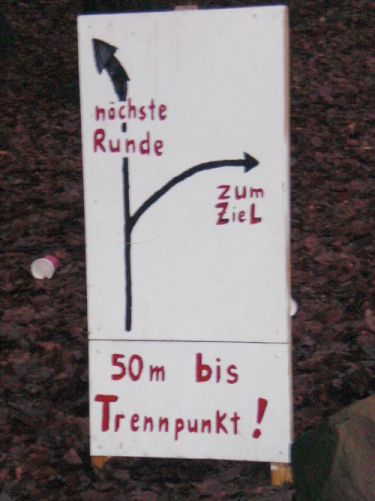 nächste
Runde
zum
ZieL
50m bis
Trennpunkt!